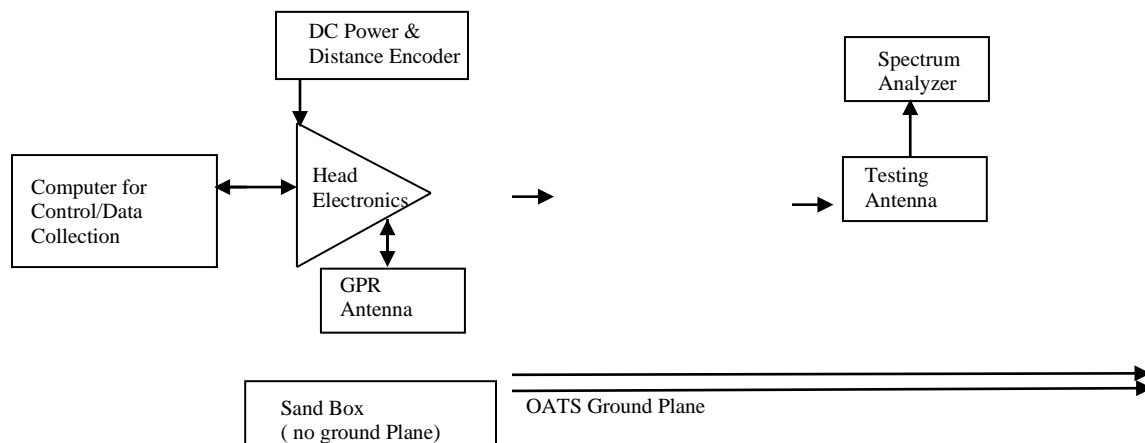 DC Power &
Distance Encoder
Spectrum
Analyzer
Computer for
Control/Data
Collection
Head
Electronics
Testing
Antenna
GPR
Antenna
Sand Box
( no ground Plane)
OATS Ground Plane